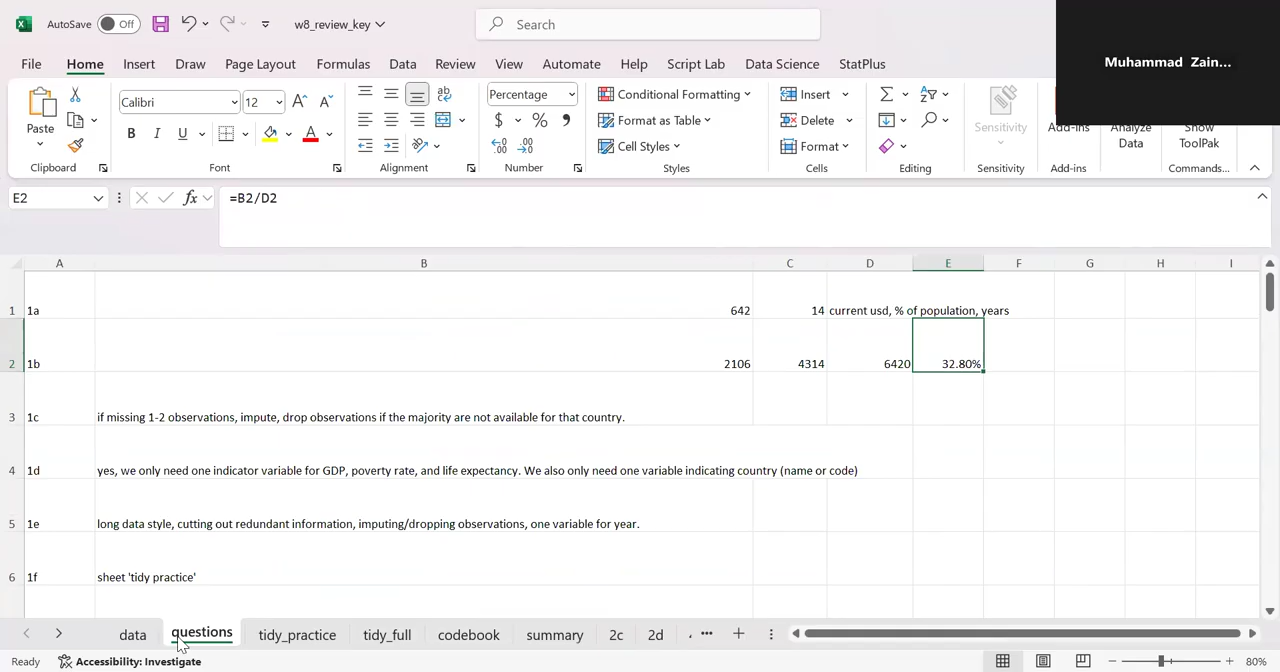 AutoSave Off w8_review_key Search
Muhammad Zain...
File Home Insert Draw Page Layout Formulas Data Review View Automate Help Script Lab Data Science StatPlus
Paste Calibri 12 Percentage Conditional Formatting Insert Sensitivity
B I U $ % Format as Table Delete Add-ins Analyze Data Show ToolPak
Cell Styles Format
Clipboard Font Alignment Number Styles Cells Editing Sensitivity Add-ins Commands...
E2 fx =B2/D2
A B C D E F G H I
1 1a 642 14 current usd, % of population, years
2 1b 2106 4314 6420 32.80%
3 1c if missing 1-2 observations, impute, drop observations if the majority are not available for that country.
4 1d yes, we only need one indicator variable for GDP, poverty rate, and life expectancy. We also only need one variable indicating country (name or code)
5 1e long data style, cutting out redundant information, imputing/dropping observations, one variable for year.
6 1f sheet 'tidy practice'
data questions tidy_practice tidy_full codebook summary 2c 2d ...
Ready Accessibility: Investigate 80%